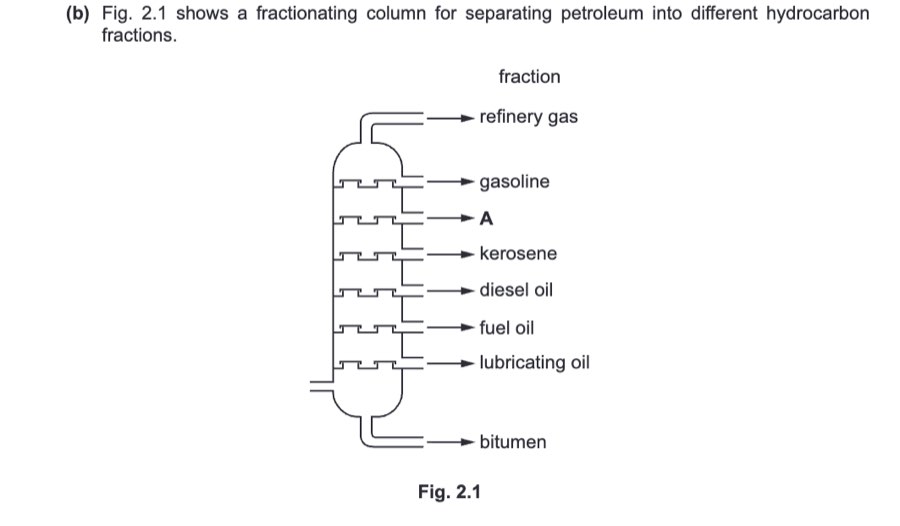 (b) Fig. 2.1 shows a fractionating column for separating petroleum into different hydrocarbon
fractions.
fraction
refinery gas
gasoline
A
kerosene
diesel oil
fuel oil
lubricating oil
bitumen
Fig. 2.1